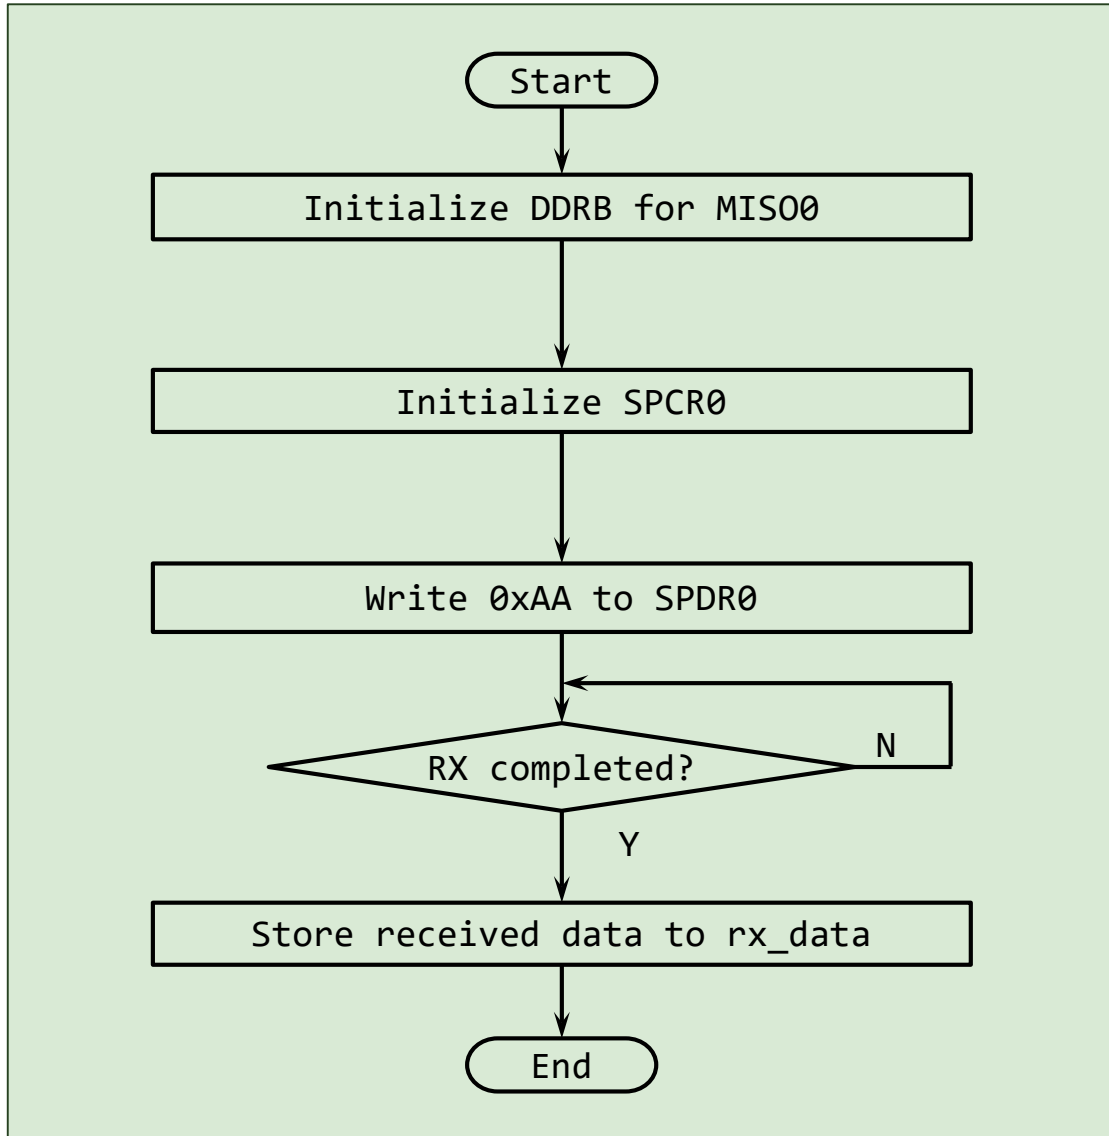 Start
Initialize DDRB for MISO0
Initialize SPCR0
Write 0xAA to SPDR0
RX completed?
N
Y
Store received data to rx_data
End